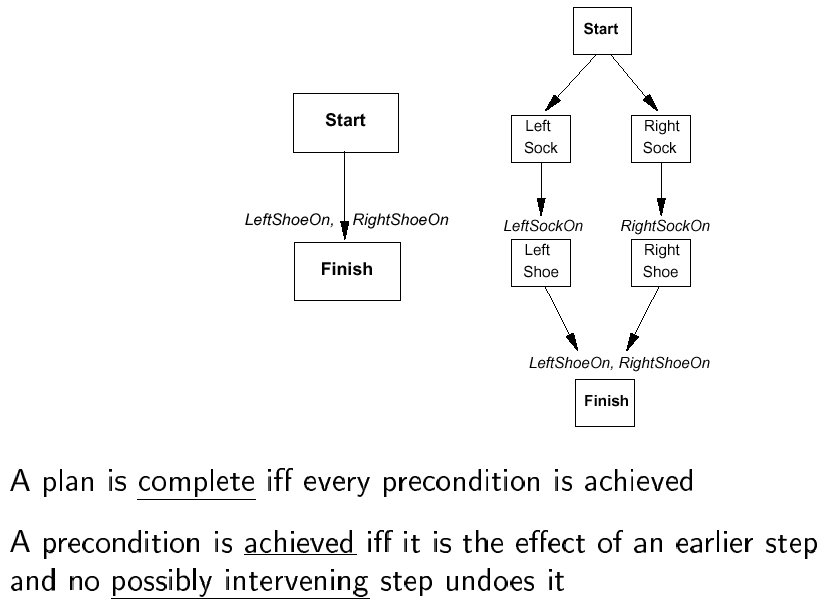 Start
LeftShoeOn, RightShoeOn
Finish
Start
Left Sock
Right Sock
LeftSockOn
RightSockOn
Left Shoe
Right Shoe
LeftShoeOn, RightShoeOn
Finish
A plan is complete iff every precondition is achieved
A precondition is achieved iff it is the effect of an earlier step
and no possibly intervening step undoes it